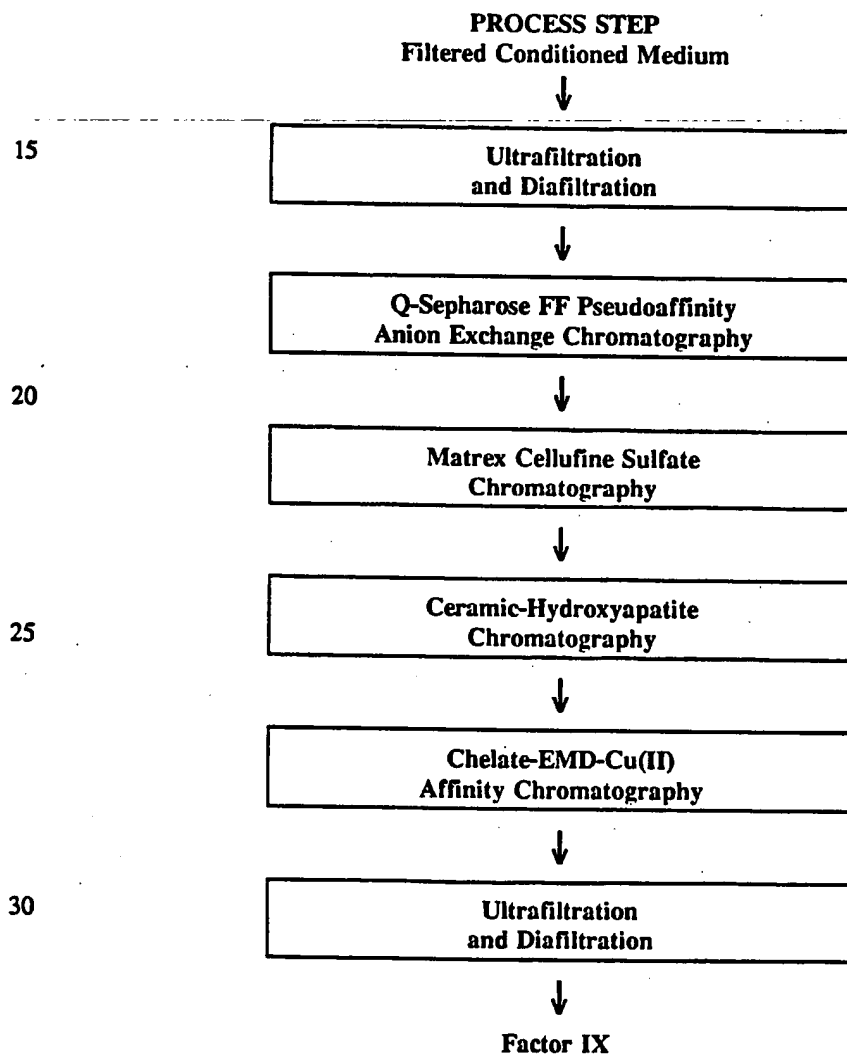 PROCESS STEP
Filtered Conditioned Medium
↓
15
Ultrafiltration
and Diafiltration
↓
Q-Sepharose FF Pseudoaffinity
Anion Exchange Chromatography
↓
20
Matrex Cellufine Sulfate
Chromatography
↓
Ceramic-Hydroxyapatite
25
Chromatography
↓
Chelate-EMD-Cu(II)
Affinity Chromatography
↓
30
Ultrafiltration
and Diafiltration
↓
Factor IX